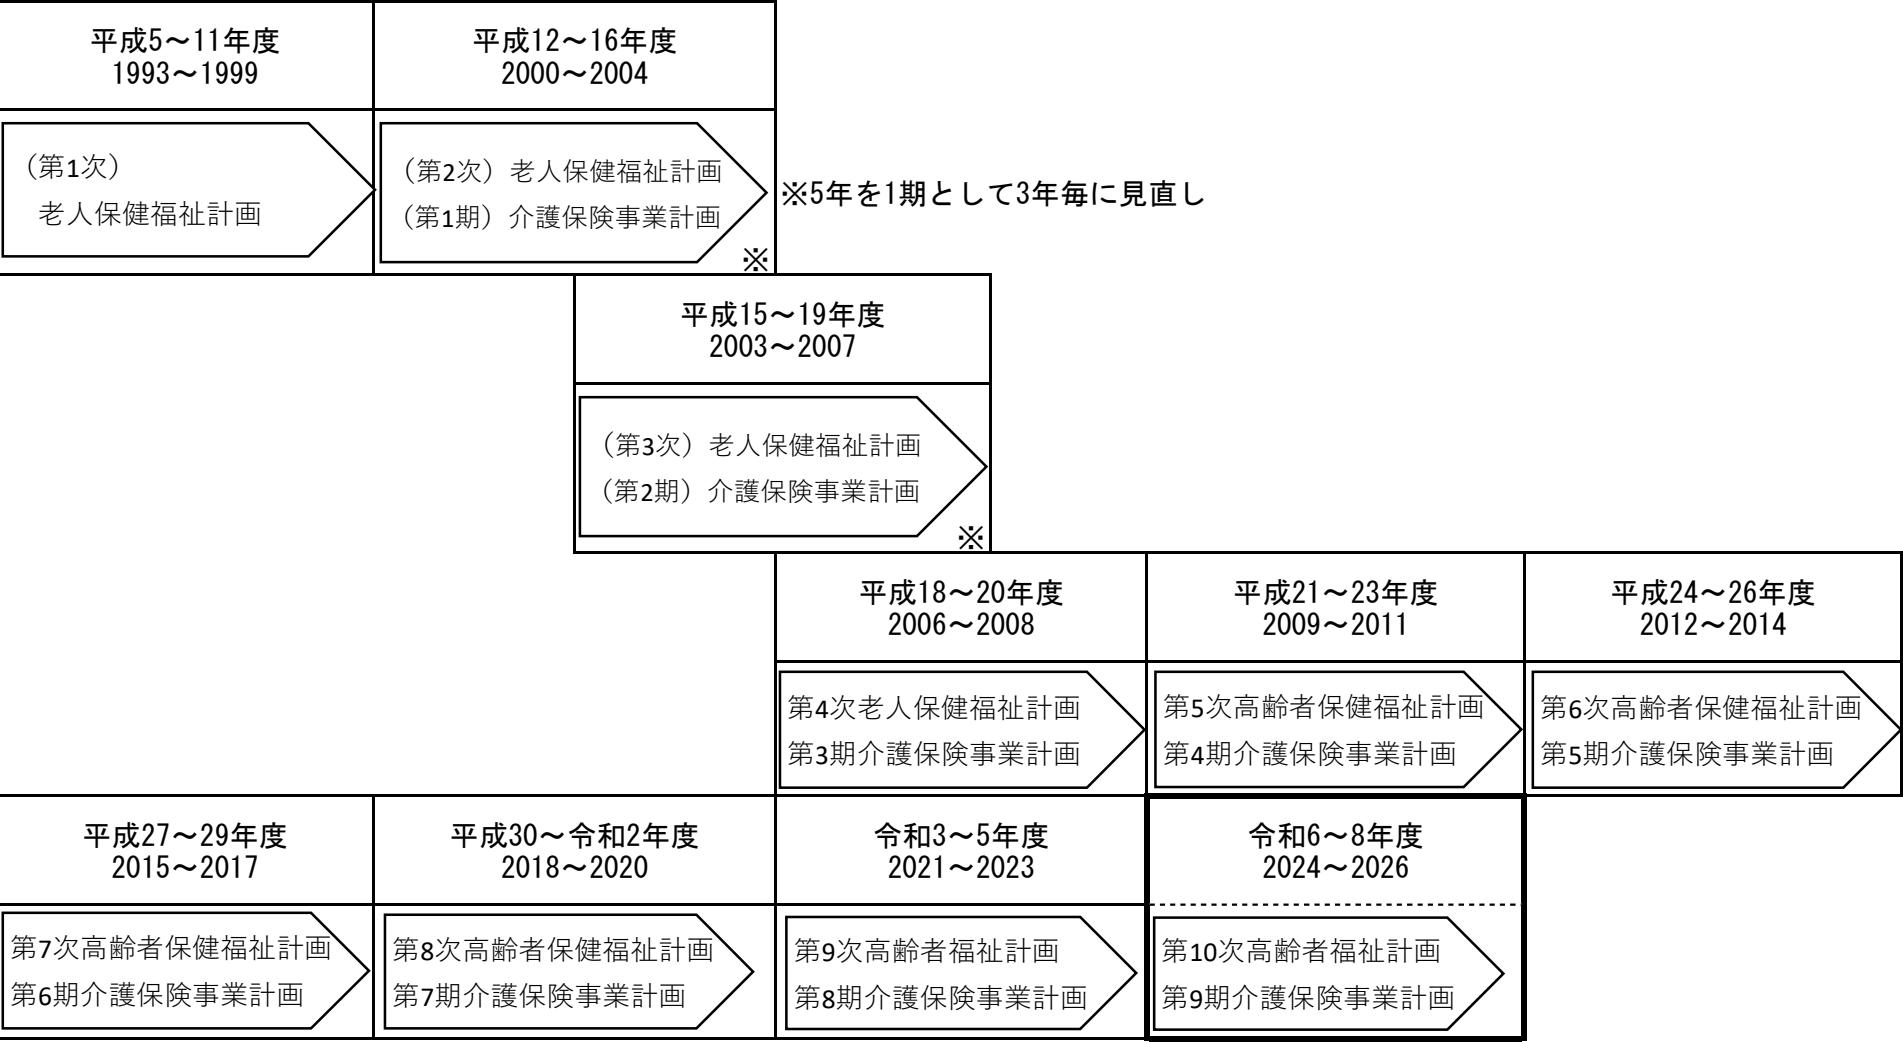 平成5～11年度
1993～1999
平成12～16年度
2000～2004
（第1次）
老人保健福祉計画
（第2次）老人保健福祉計画
（第1期）介護保険事業計画
※
※5年を1期として3年毎に見直し
平成15～19年度
2003～2007
（第3次）老人保健福祉計画
（第2期）介護保険事業計画
※
平成18～20年度
2006～2008
平成21～23年度
2009～2011
平成24～26年度
2012～2014
第4次老人保健福祉計画
第3期介護保険事業計画
第5次高齢者保健福祉計画
第4期介護保険事業計画
第6次高齢者保健福祉計画
第5期介護保険事業計画
平成27～29年度
2015～2017
平成30～令和2年度
2018～2020
令和3～5年度
2021～2023
令和6～8年度
2024～2026
第7次高齢者保健福祉計画
第6期介護保険事業計画
第8次高齢者保健福祉計画
第7期介護保険事業計画
第9次高齢者福祉計画
第8期介護保険事業計画
第10次高齢者福祉計画
第9期介護保険事業計画